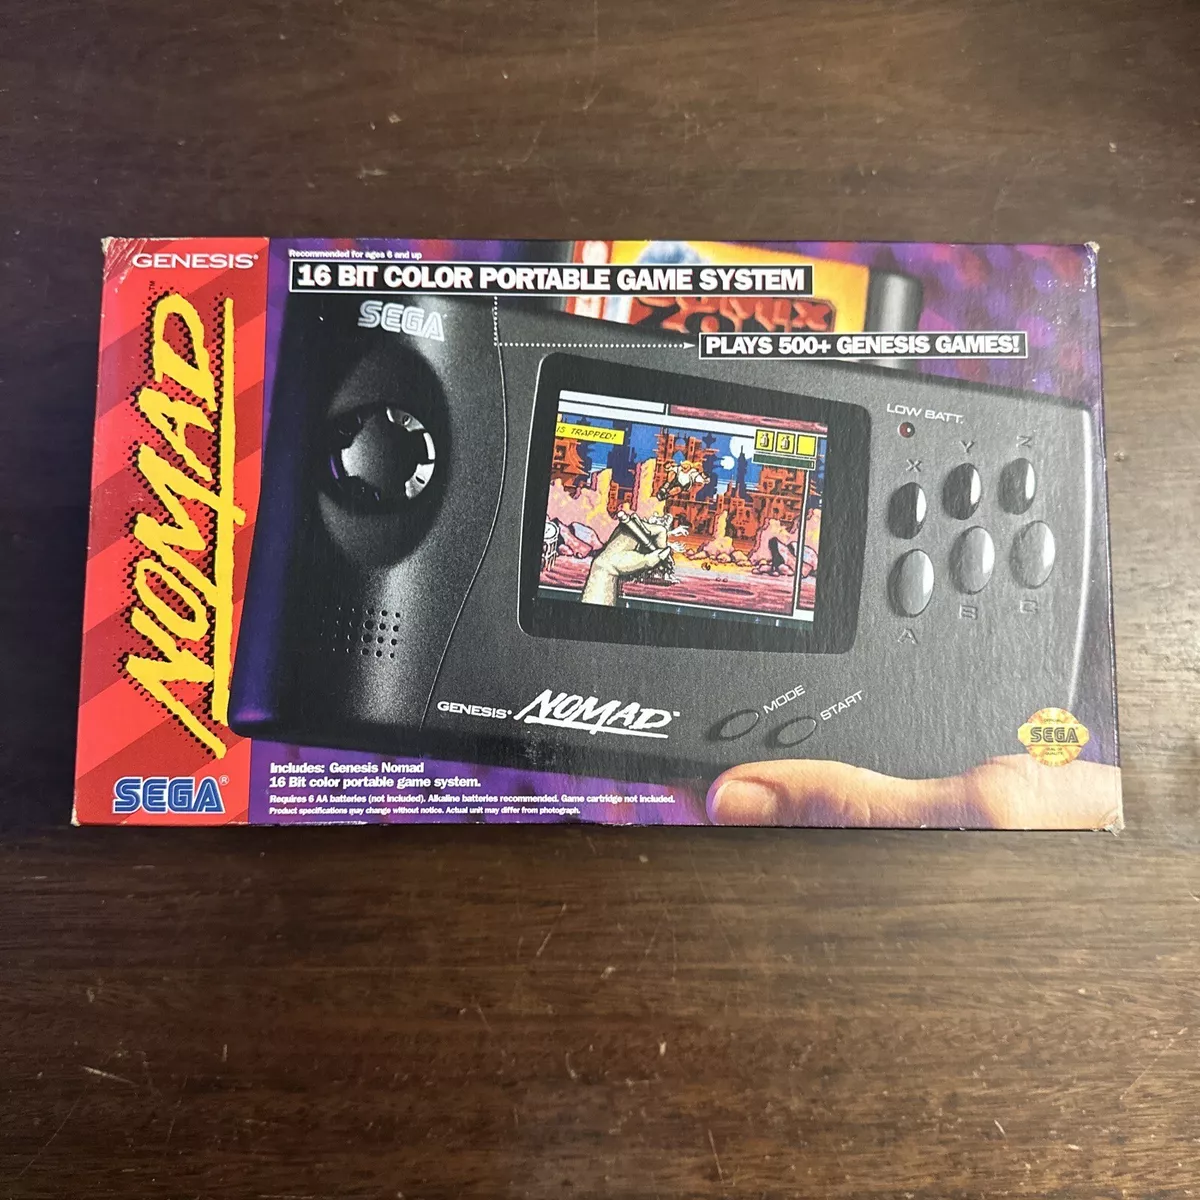 GENESIS®
NOMAD™
SEGA®
Recommended for ages 6 and up
16 BIT COLOR PORTABLE GAME SYSTEM
PLAYS 500+ GENESIS GAMES!
SEGA
IS TRAPPED!
LOW BATT.
X Y Z
A B C
MODE
START
GENESIS® NOMAD™
SEGA
Includes: Genesis Nomad
16 Bit color portable game system.
Requires 6 AA batteries (not included). Alkaline batteries recommended. Game cartridge not included.
Product specifications may change without notice. Actual unit may differ from photograph.